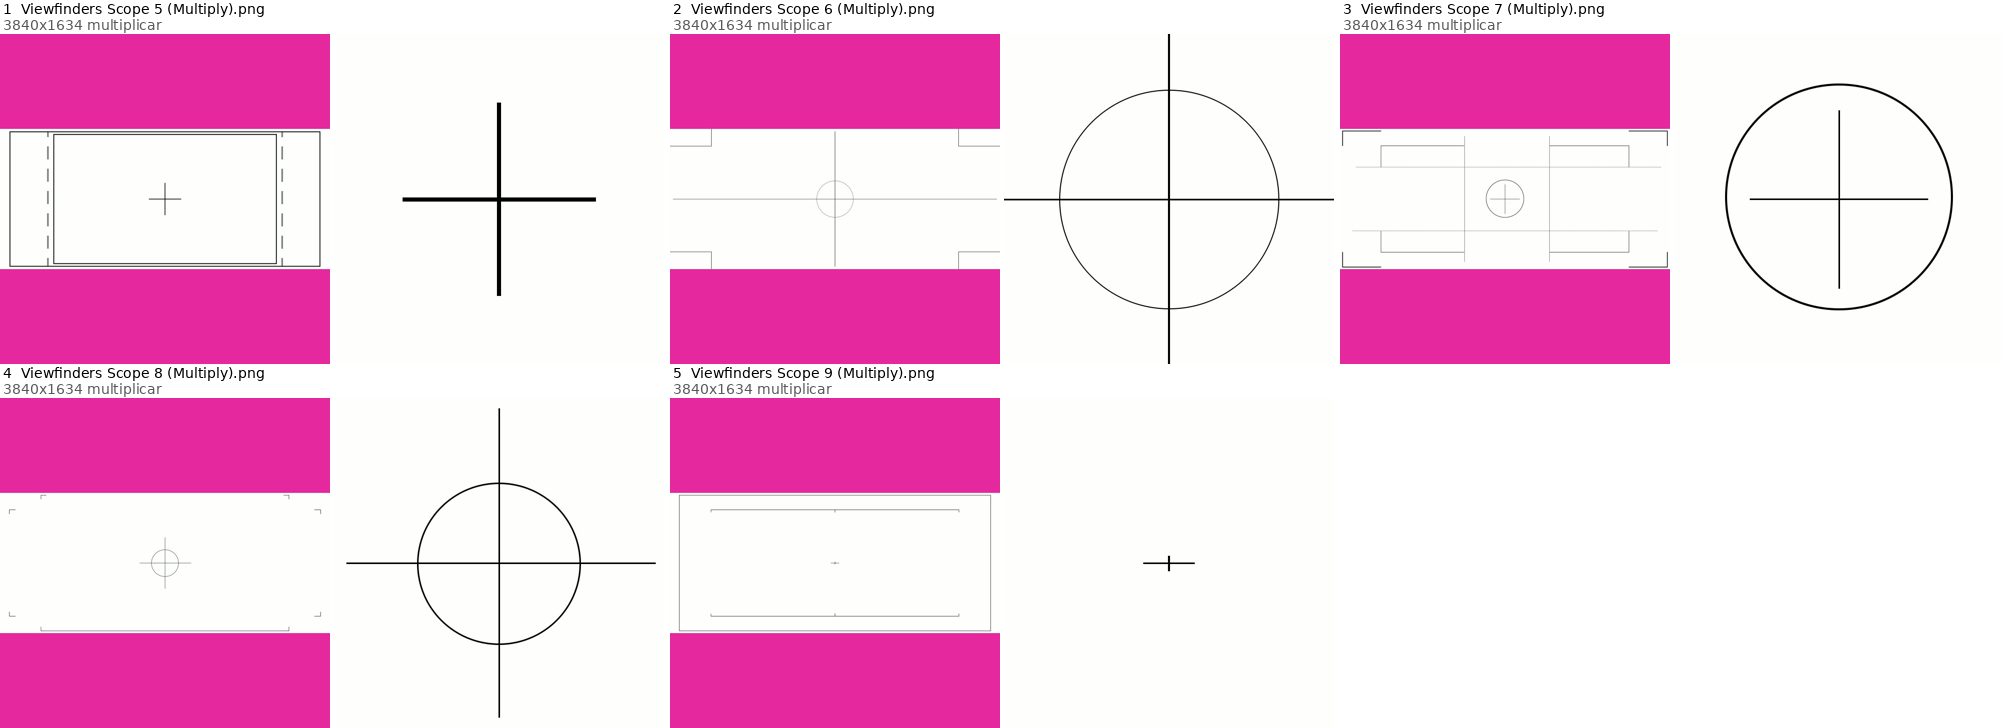 1 Viewfinders Scope 5 (Multiply).png
3840x1634 multiplicar
2 Viewfinders Scope 6 (Multiply).png
3840x1634 multiplicar
3 Viewfinders Scope 7 (Multiply).png
3840x1634 multiplicar
4 Viewfinders Scope 8 (Multiply).png
3840x1634 multiplicar
5 Viewfinders Scope 9 (Multiply).png
3840x1634 multiplicar